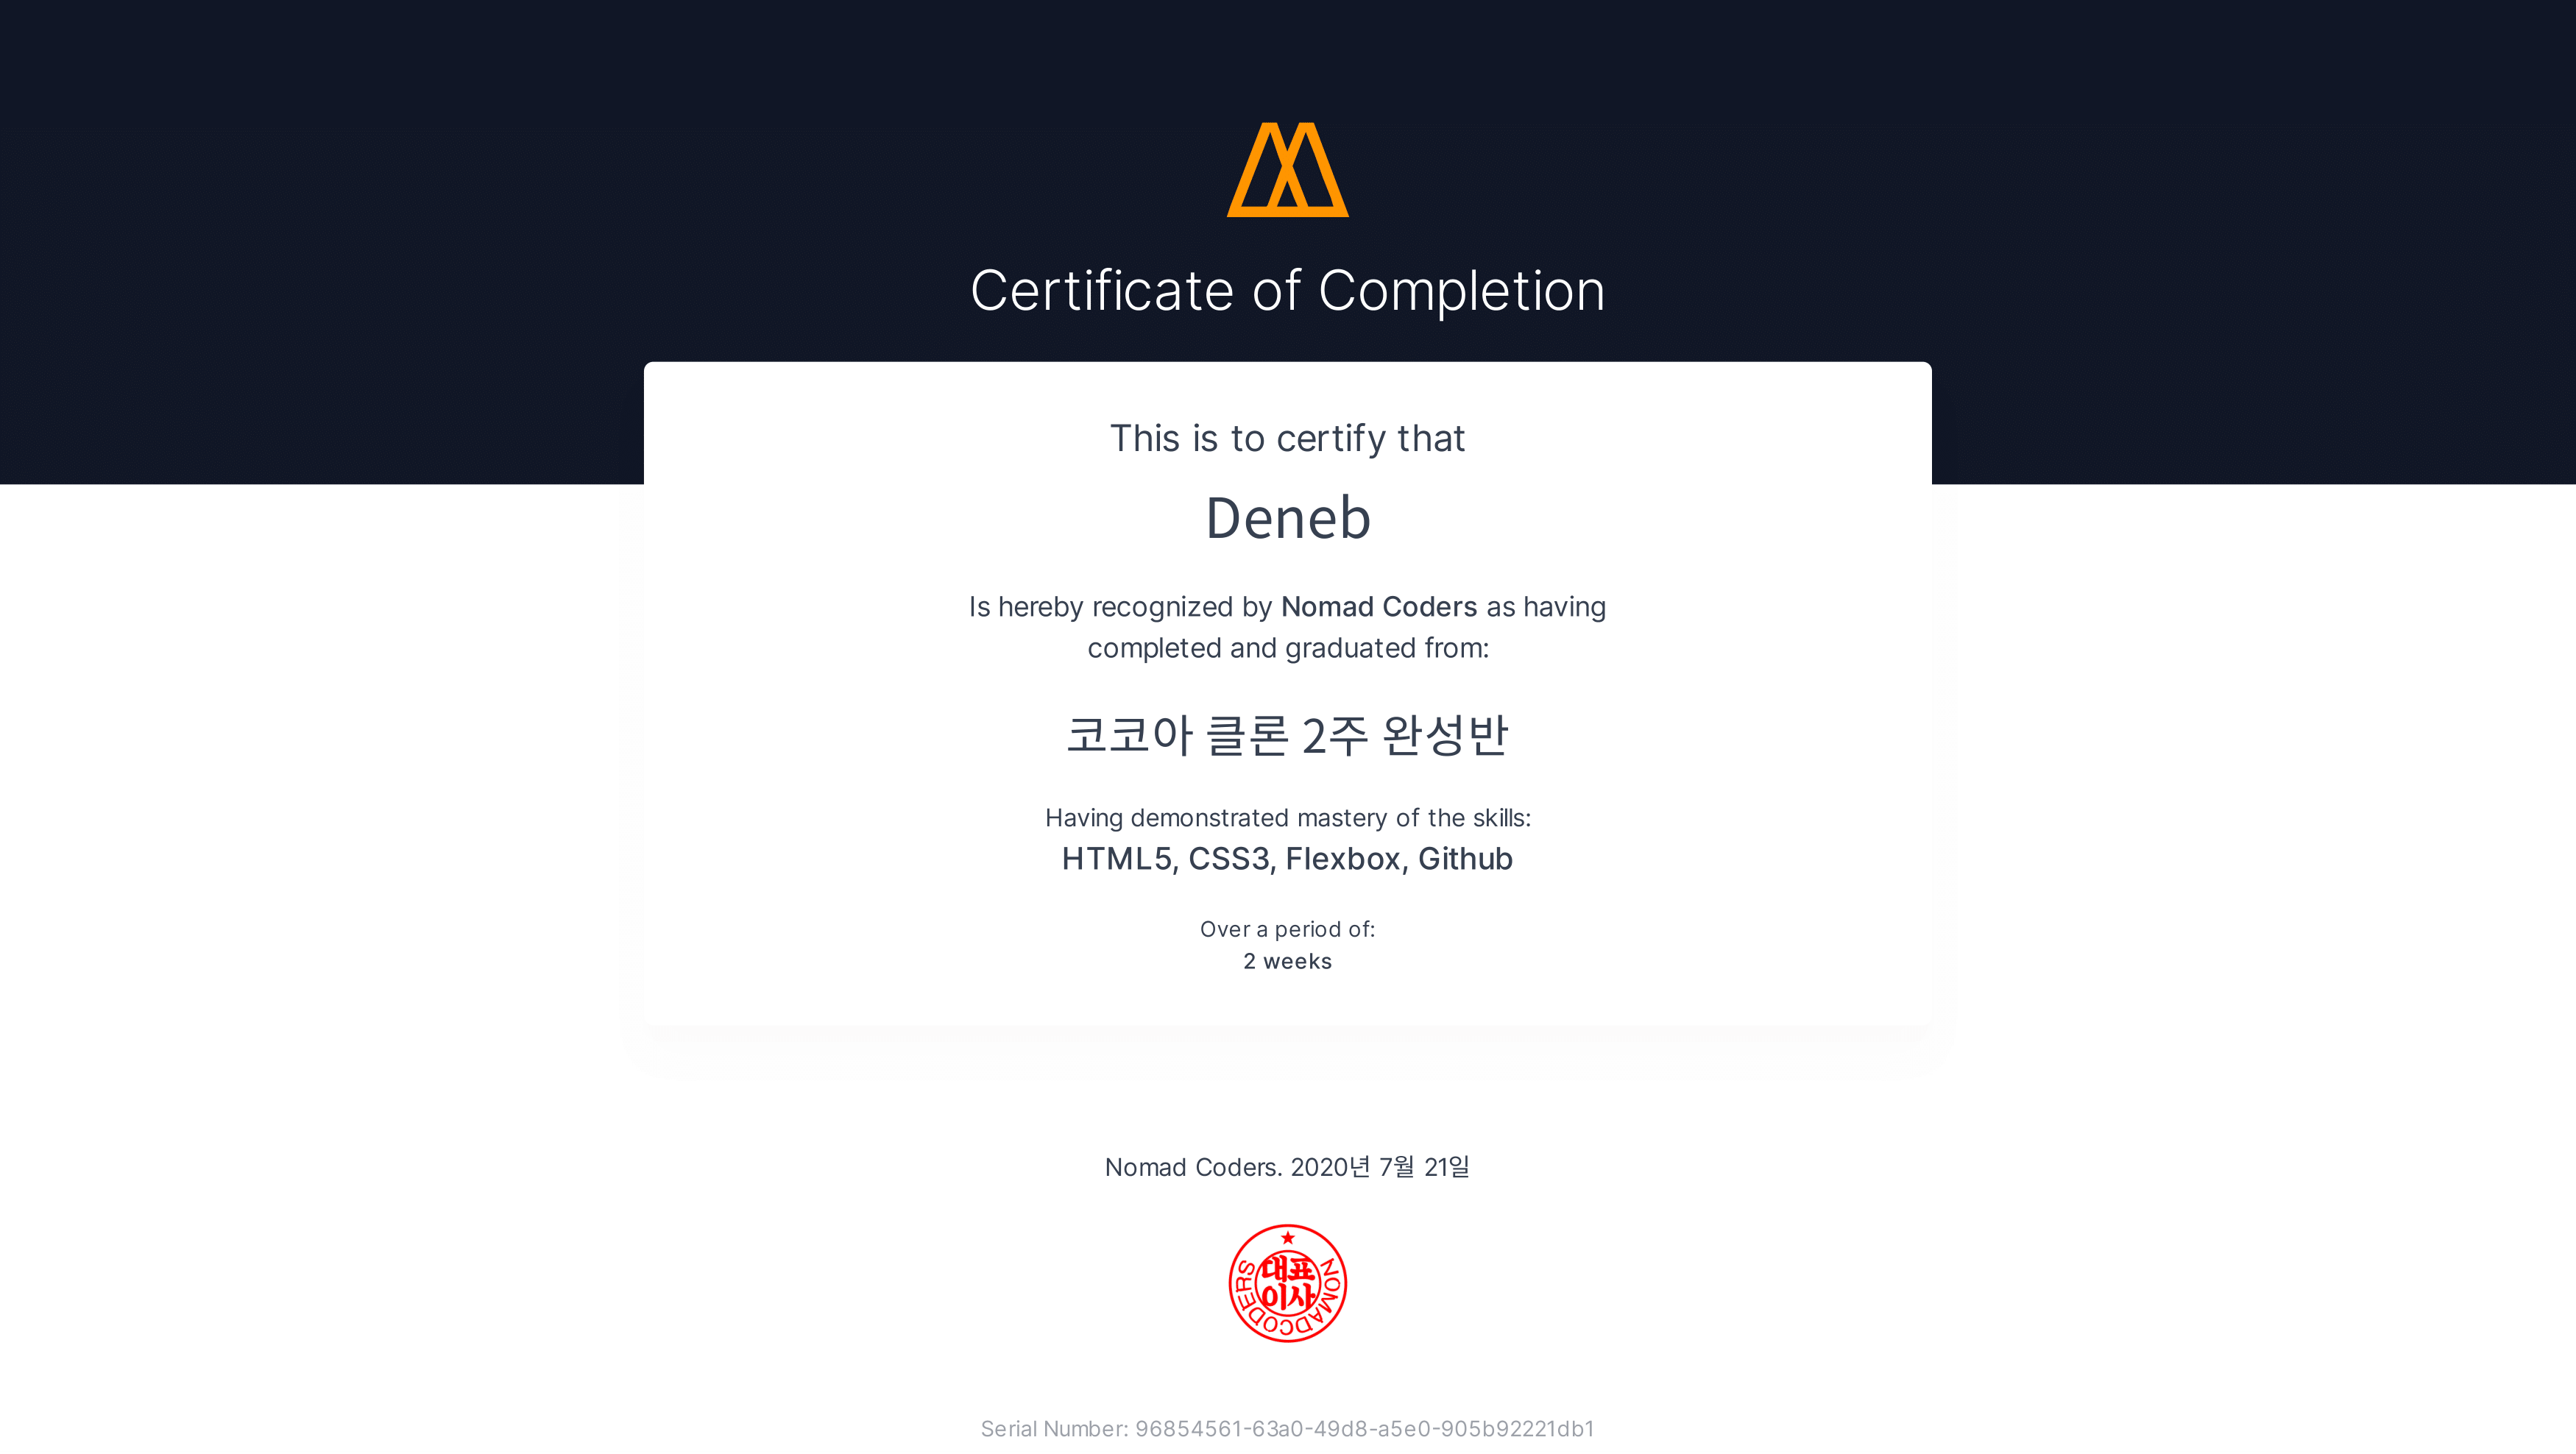 Certificate of Completion
This is to certify that
Deneb
Is hereby recognized by Nomad Coders as having
completed and graduated from:
코코아 클론 2주 완성반
Having demonstrated mastery of the skills:
HTML5, CSS3, Flexbox, Github
Over a period of:
2 weeks
Nomad Coders. 2020년 7월 21일
대표
이사
NOMADCODERS
Serial Number: 96854561-63a0-49d8-a5e0-905b92221db1